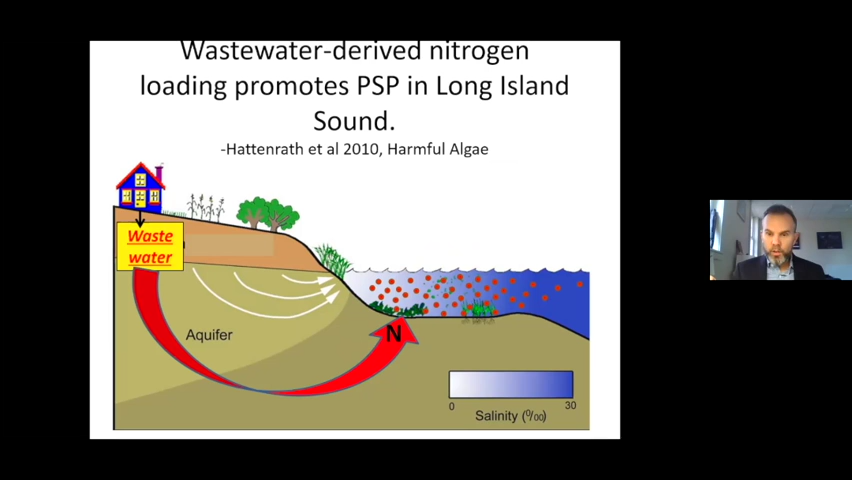 Wastewater-derived nitrogen
loading promotes PSP in Long Island
Sound.
-Hattenrath et al 2010, Harmful Algae
Waste
water
Aquifer
N
0
30
Salinity (‰)